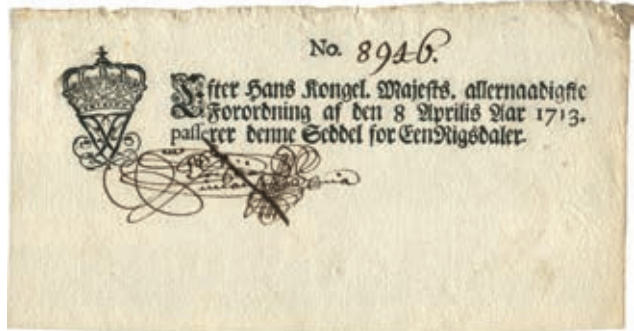 No. 8946.
Efter Hans Kongel. Majests. allernaadigste
Forordning af den 8 Aprilis Aar 1713.
passerer denne Seddel for Een Rigsdaler.